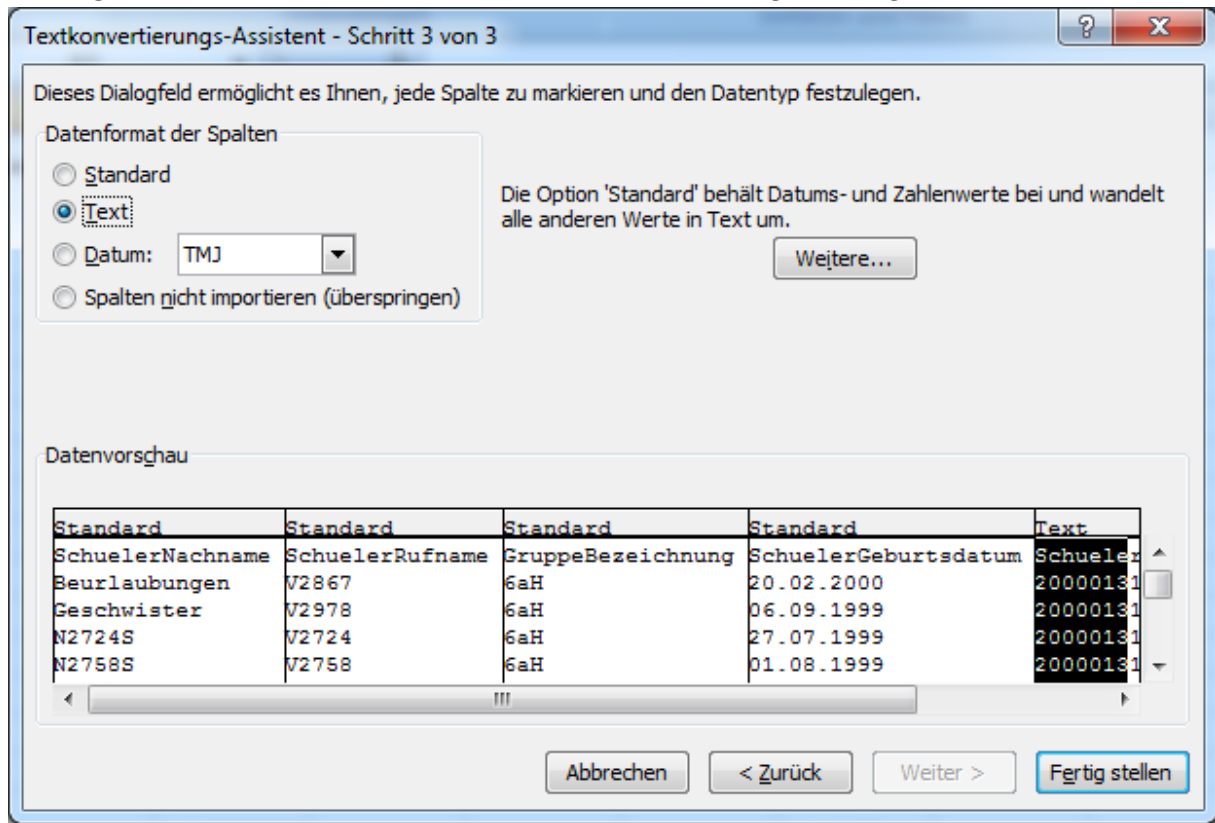 Textkonvertierungs-Assistent - Schritt 3 von 3
Dieses Dialogfeld ermöglicht es Ihnen, jede Spalte zu markieren und den Datentyp festzulegen.
Datenformat der Spalten
Standard
Text
Datum: TMJ
Spalten nicht importieren (überspringen)
Die Option 'Standard' behält Datums- und Zahlenwerte bei und wandelt
alle anderen Werte in Text um.
Weitere...
Datenvorschau
Standard Standard Standard Standard Text
SchuelerNachname SchuelerRufname GruppeBezeichnung SchuelerGeburtsdatum Schueler
Beurlaubungen V2867 6aH 20.02.2000 20000131
Geschwister V2978 6aH 06.09.1999 20000131
N2724S V2724 6aH 27.07.1999 20000131
N2758S V2758 6aH 01.08.1999 20000131
Abbrechen < Zurück Weiter > Fertig stellen